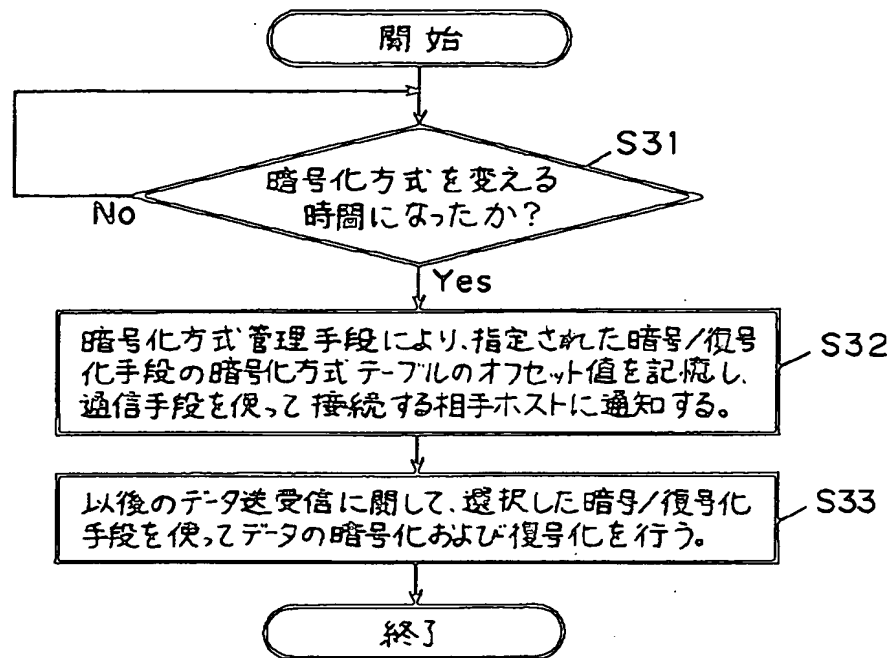 開始
S31
暗号化方式を変える
時間になったか?
No
Yes
暗号化方式管理手段により、指定された暗号/復号
化手段の暗号化方式テーブルのオフセット値を記憶し、
通信手段を使って接続する相手ホストに通知する。
S32
以後のデータ送受信に関して、選択した暗号/復号化
手段を使ってデータの暗号化および復号化を行う。
S33
終了